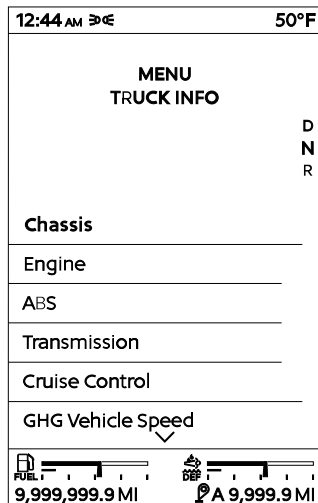 12:44 AM 50°F
MENU
TRUCK INFO
D
N
R
Chassis
Engine
ABS
Transmission
Cruise Control
GHG Vehicle Speed
FUEL DEF
9,999,999.9 MI A 9,999.9 MI